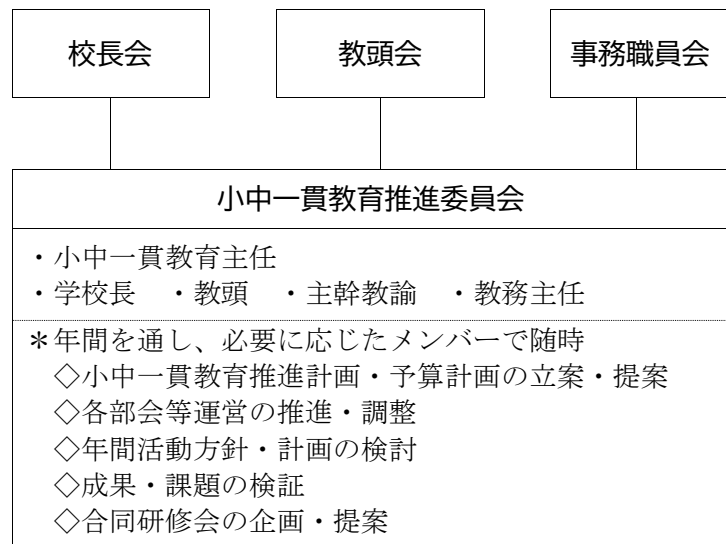 校長会
教頭会
事務職員会
小中一貫教育推進委員会
・小中一貫教育主任
・学校長　・教頭　・主幹教諭　・教務主任
＊年間を通し、必要に応じたメンバーで随時
◇小中一貫教育推進計画・予算計画の立案・提案
◇各部会等運営の推進・調整
◇年間活動方針・計画の検討
◇成果・課題の検証
◇合同研修会の企画・提案